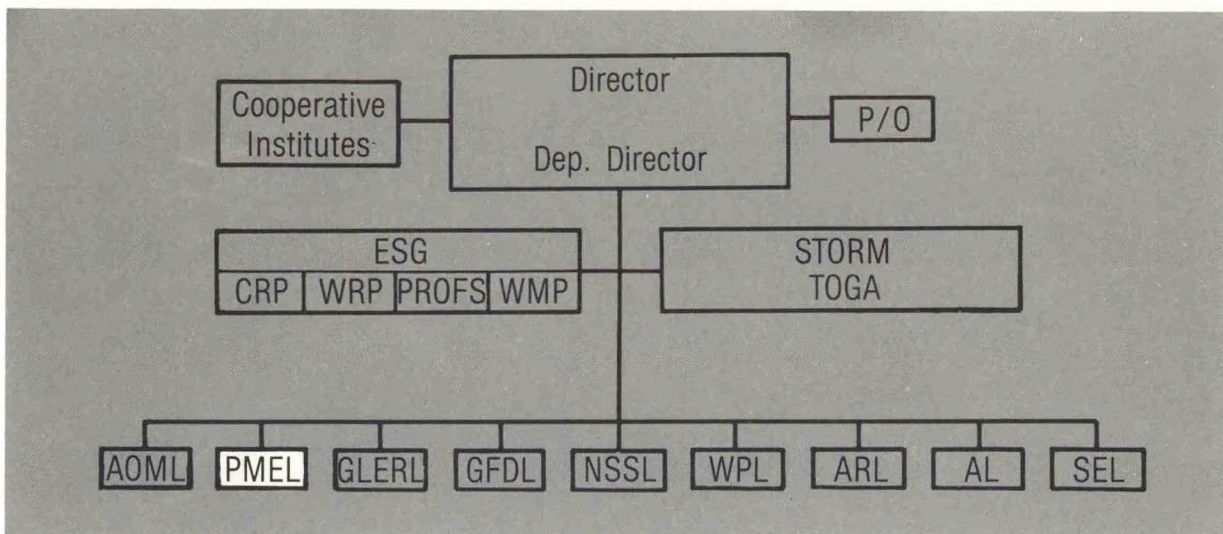 Director
Cooperative
Institutes
P/O
Dep. Director
ESG
CRP WRP PROFS WMP
STORM
TOGA
AOML PMEL GLERL GFDL NSSL WPL ARL AL SEL